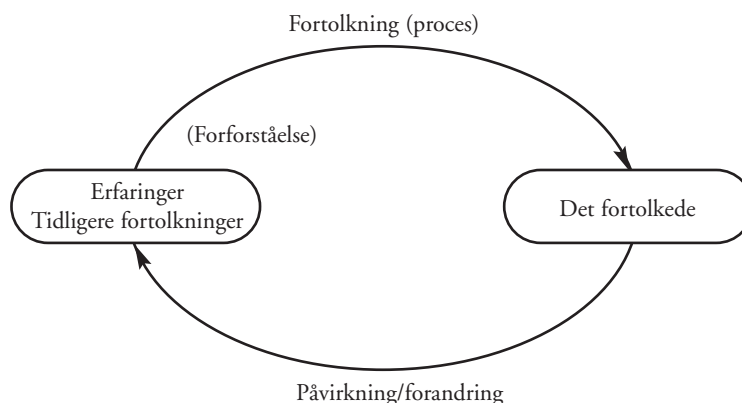 Fortolkning (proces)
(Forforståelse)
Erfaringer
Tidligere fortolkninger
Det fortolkede
Påvirkning/forandring